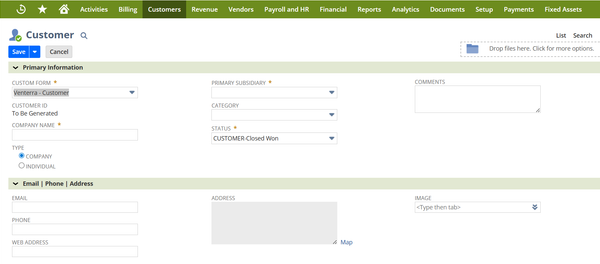 Activities Billing Customers Revenue Vendors Payroll and HR Financial Reports Analytics Documents Setup Payments Fixed Assets
Customer
List Search
Save Cancel
Drop files here. Click for more options.
Primary Information
CUSTOM FORM *
Venterra - Customer
CUSTOMER ID
To Be Generated
COMPANY NAME *
TYPE
COMPANY
INDIVIDUAL
PRIMARY SUBSIDIARY *
CATEGORY
STATUS *
CUSTOMER-Closed Won
COMMENTS
Email | Phone | Address
EMAIL
PHONE
WEB ADDRESS
ADDRESS
Map
IMAGE
<Type then tab>